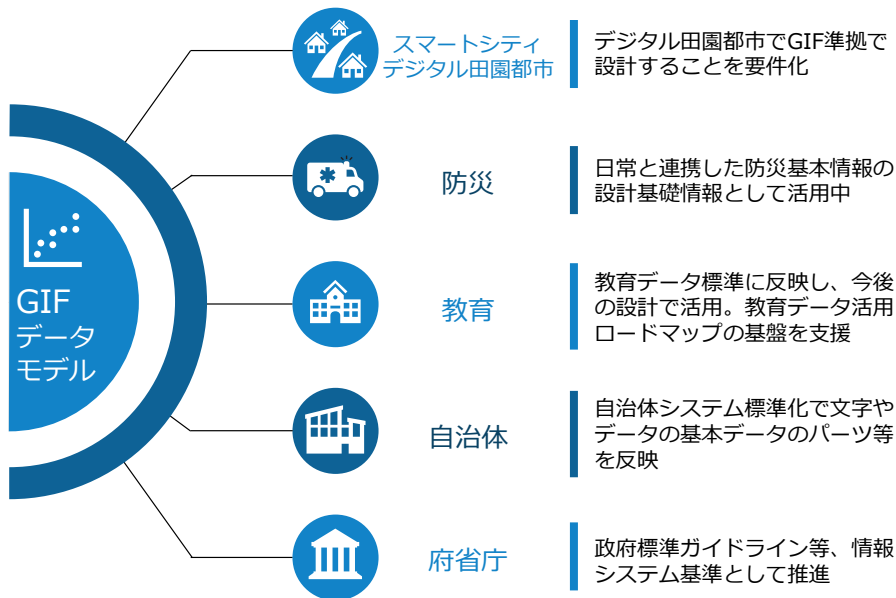 GIF
データ
モデル
スマートシティ
デジタル田園都市
デジタル田園都市でGIF準拠で
設計することを要件化
防災
日常と連携した防災基本情報の
設計基礎情報として活用中
教育
教育データ標準に反映し、今後
の設計で活用。教育データ活用
ロードマップの基盤を支援
自治体
自治体システム標準化で文字や
データの基本データのパーツ等
を反映
府省庁
政府標準ガイドライン等、情報
システム基準として推進